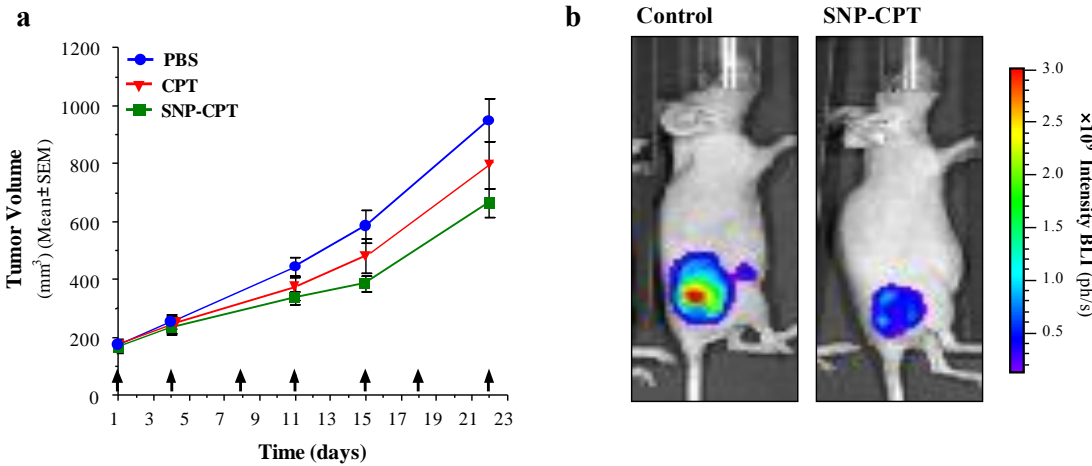 a
1200
1000
800
600
400
200
0
Tumor Volume
(mm³) (Mean± SEM)
PBS
CPT
SNP-CPT
1 3 5 7 9 11 13 15 17 19 21 23
Time (days)
b
Control SNP-CPT
3.0
2.5
2.0
1.5
1.0
0.5
×10⁹ Intensity BLI (ph/s)